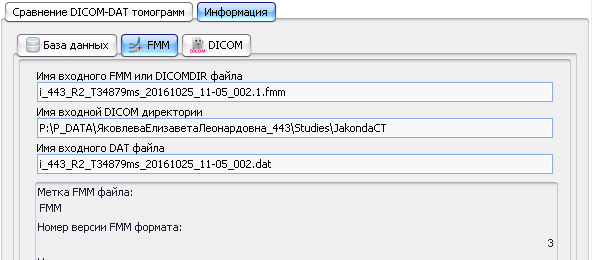 Сравнение DICOM-DAT томограмм Информация
База данных FMM DICOM
Имя входного FMM или DICOMDIR файла
i_443_R2_T34879ms_20161025_11-05_002.1.fmm
Имя входной DICOM директории
P:\P_DATA\ЯковлеваЕлизаветаЛеонардовна_443\Studies\JakondaCT
Имя входного DAT файла
i_443_R2_T34879ms_20161025_11-05_002.dat
Метка FMM файла:
FMM
Номер версии FMM формата:
3